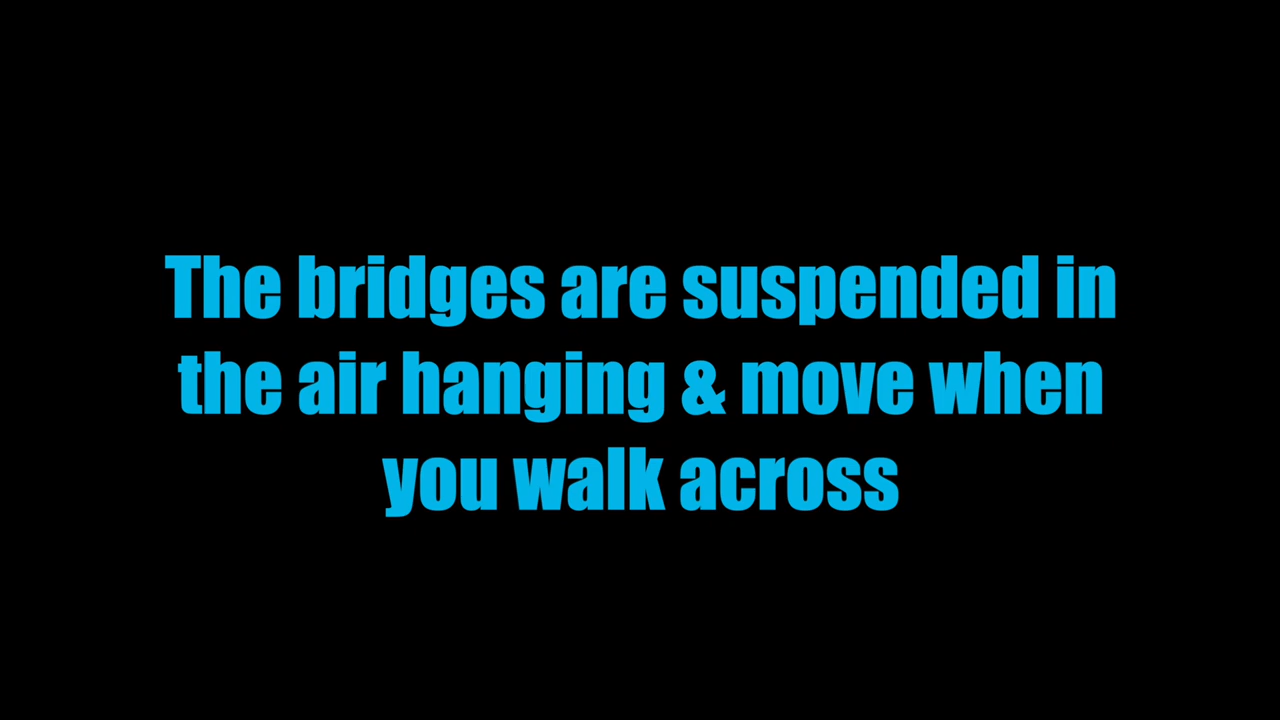 The bridges are suspended in
the air hanging & move when
you walk across